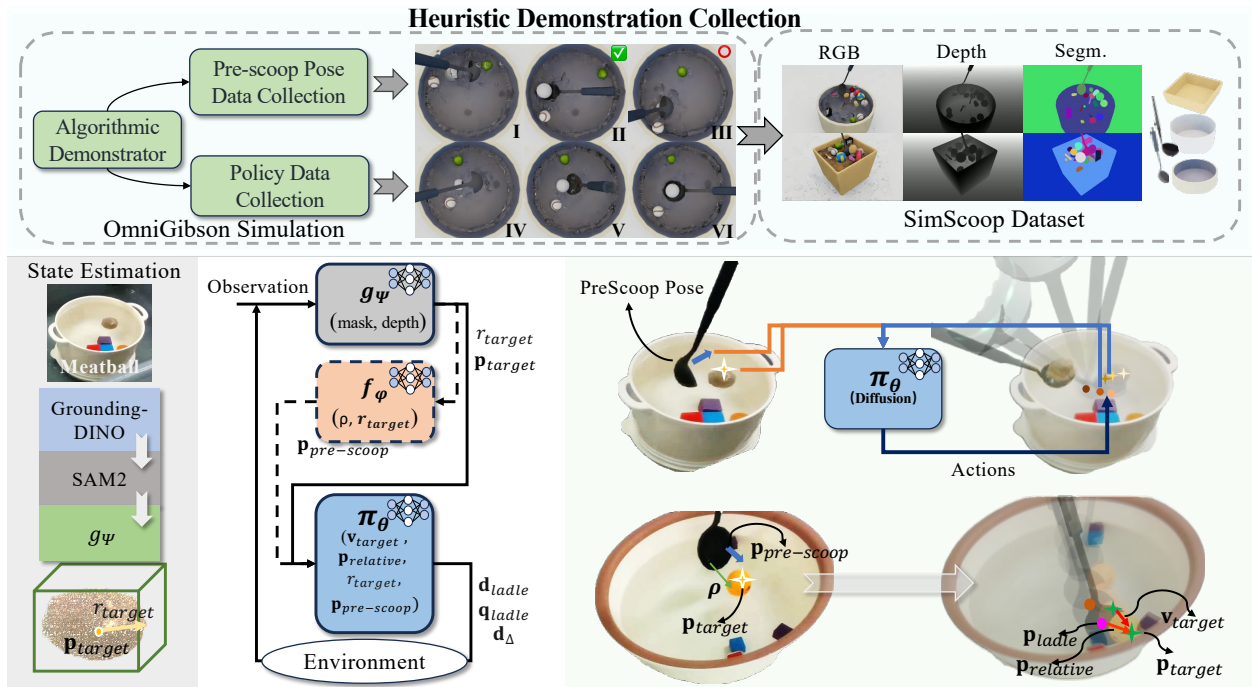 Heuristic Demonstration Collection
Pre-scoop Pose
Data Collection
Algorithmic
Demonstrator
Policy Data
Collection
OmniGibson Simulation
I
II
III
IV
V
VI
RGB
Depth
Segm.
SimScoop Dataset
State Estimation
Meatball
Grounding-
DINO
SAM2
g_Ψ
r_target
p_target
Observation
g_Ψ
(mask, depth)
r_target
p_target
f_φ
(ρ, r_target)
p_pre−scoop
π_θ
(v_target ,
p_relative,
r_target,
p_pre−scoop)
d_ladle
q_ladle
d_Δ
Environment
PreScoop Pose
π_θ
(Diffusion)
Actions
p_pre−scoop
ρ
p_target
v_target
p_ladle
p_relative
p_target